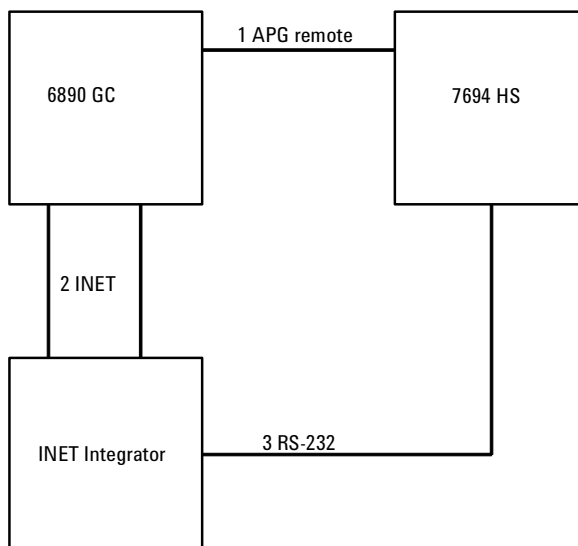 1 APG remote
6890 GC
7694 HS
2 INET
INET Integrator
3 RS-232